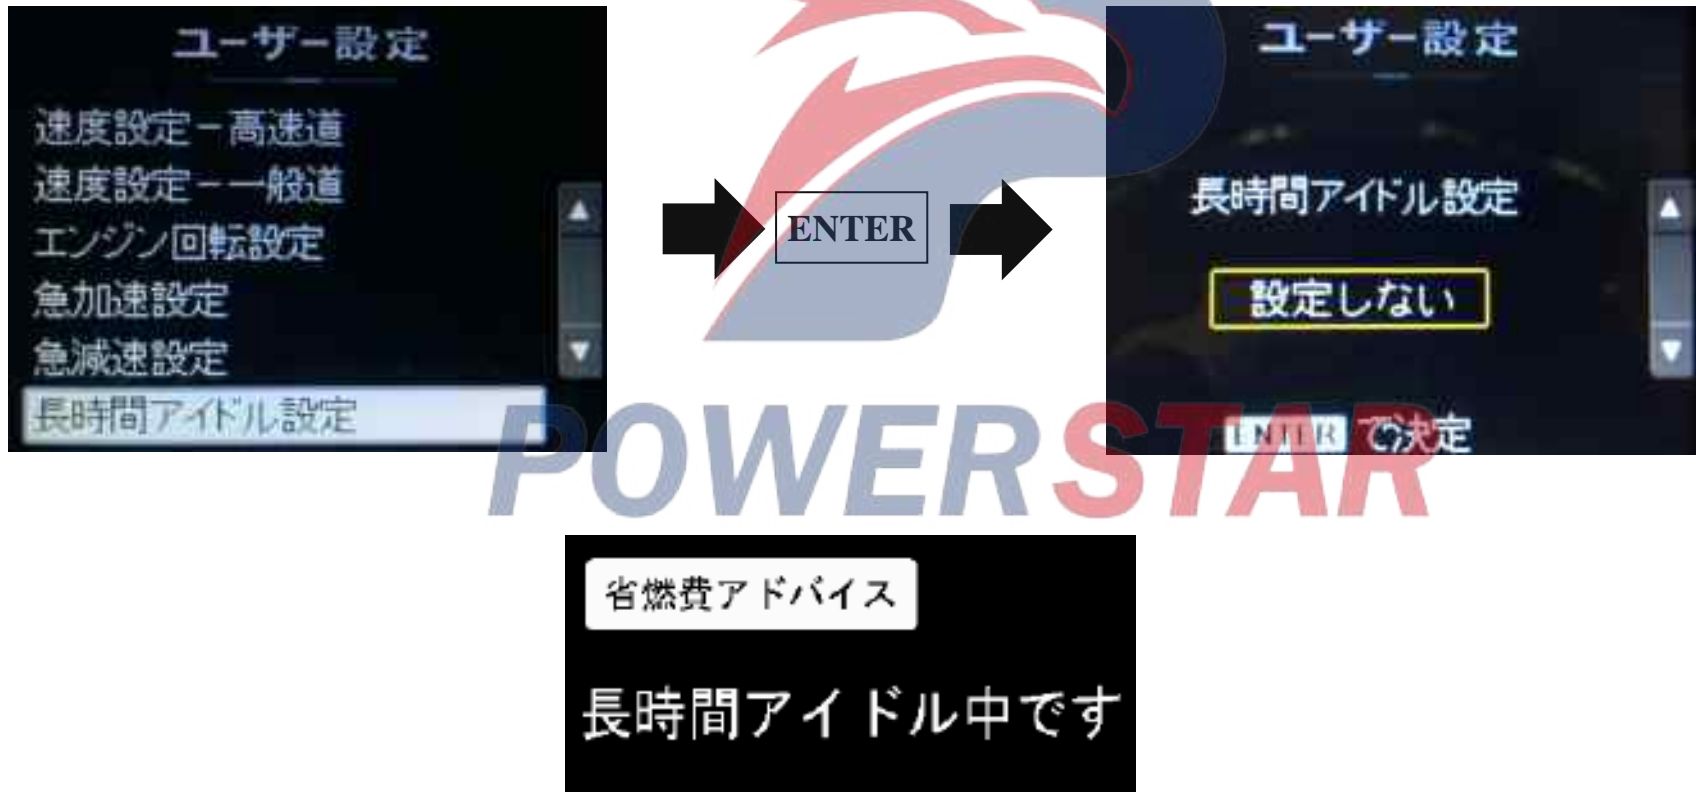 ユーザー設定
速度設定－高速道
速度設定－一般道
エンジン回転設定
急加速設定
急減速設定
長時間アイドル設定
ENTER
ユーザー設定
長時間アイドル設定
設定しない
ENTER で決定
POWERSTAR
省燃費アドバイス
長時間アイドル中です